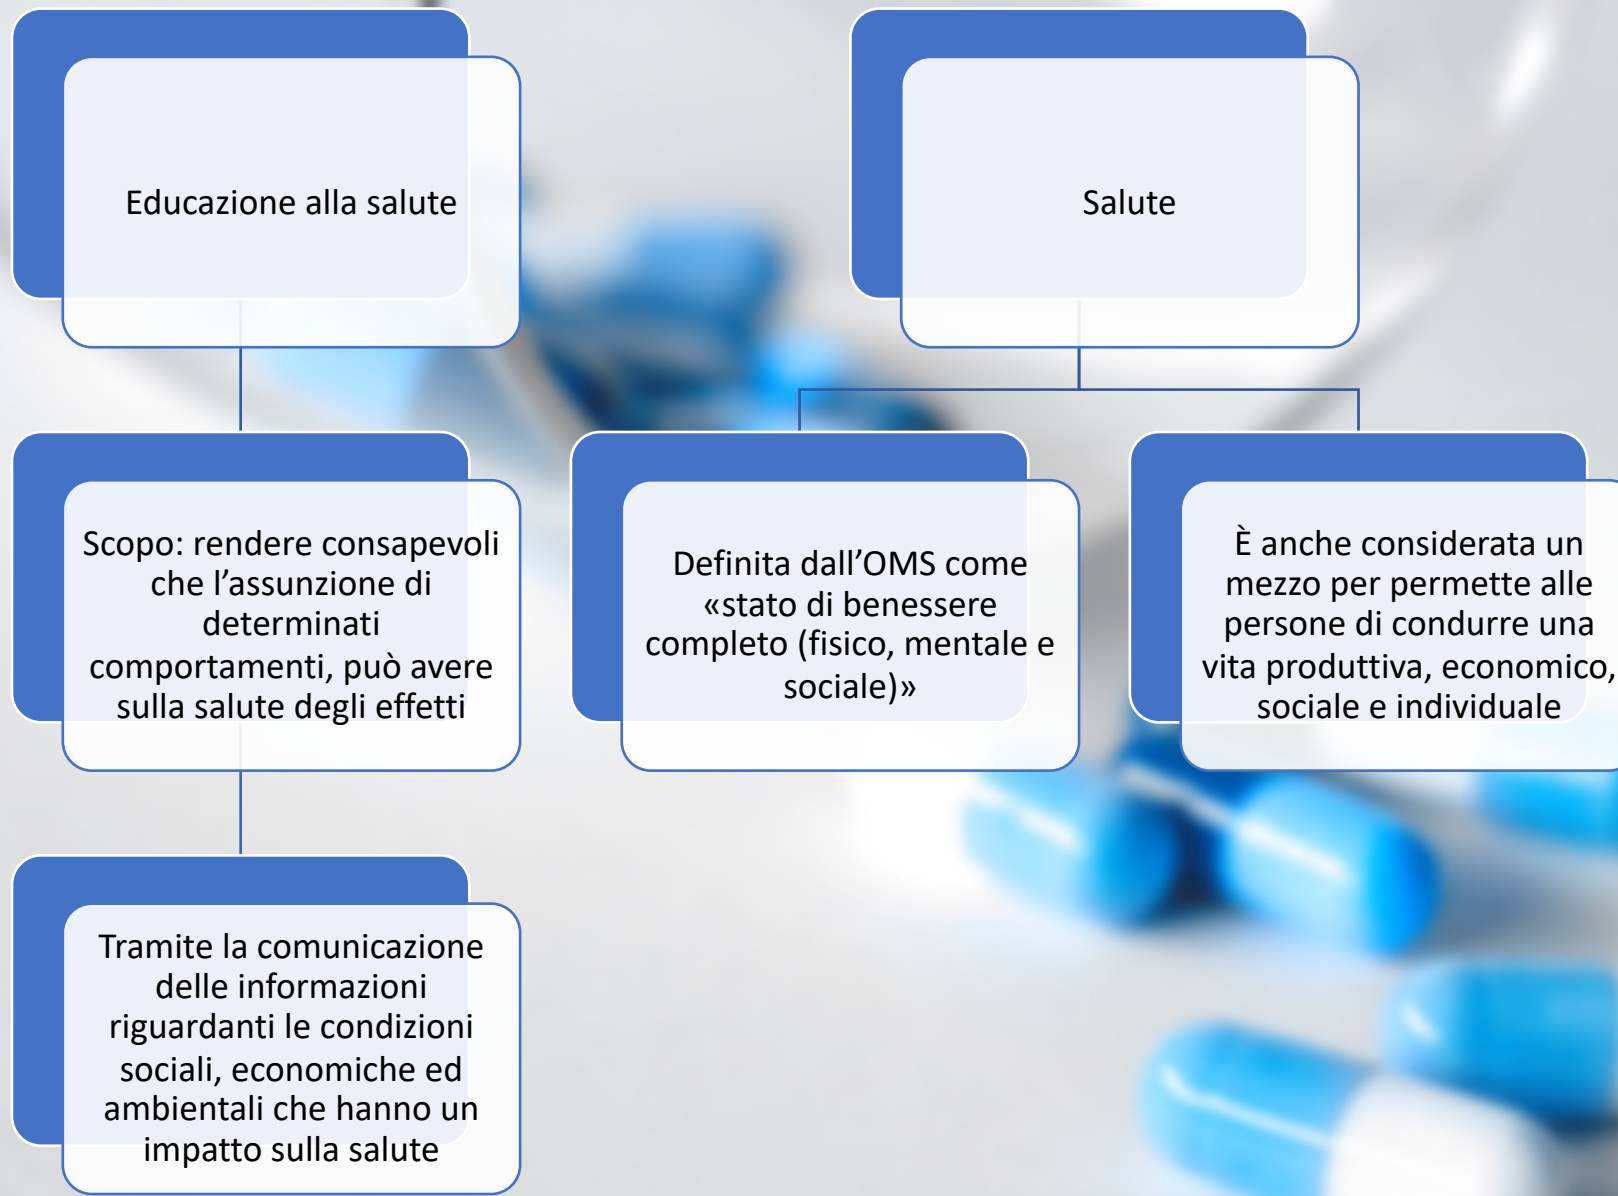 Educazione alla salute
Salute
Scopo: rendere consapevoli
che l’assunzione di
determinati
comportamenti, può avere
sulla salute degli effetti
Definita dall’OMS come
«stato di benessere
completo (fisico, mentale e
sociale)»
È anche considerata un
mezzo per permette alle
persone di condurre una
vita produttiva, economico,
sociale e individuale
Tramite la comunicazione
delle informazioni
riguardanti le condizioni
sociali, economiche ed
ambientali che hanno un
impatto sulla salute